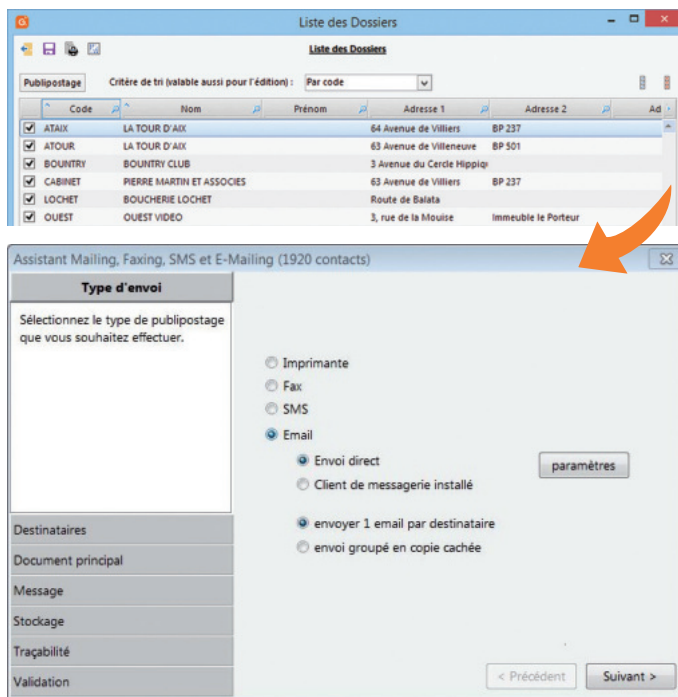 Liste des Dossiers
Liste des Dossiers
Publipostage Critère de tri (valable aussi pour l'édition) : Par code
Code Nom Prénom Adresse 1 Adresse 2 Ad
ATAIX LA TOUR D'AIX 64 Avenue de Villiers BP 237
ATOUR LA TOUR D'AIX 63 Avenue de Villeneuve BP 501
BOUNTRY BOUNTRY CLUB 3 Avenue du Cercle Hippiqu
CABINET PIERRE MARTIN ET ASSOCIES 63 Avenue de Villiers BP 237
LOCHET BOUCHERIE LOCHET Route de Balata
OUEST OUEST VIDEO 3, rue de la Mouise Immeuble le Porteur
Assistant Mailing, Faxing, SMS et E-Mailing (1920 contacts)
Type d'envoi
Sélectionnez le type de publipostage
que vous souhaitez effectuer.
Imprimante
Fax
SMS
Email
Envoi direct
paramètres
Client de messagerie installé
envoyer 1 email par destinataire
envoi groupé en copie cachée
Destinataires
Document principal
Message
Stockage
Traçabilité
Validation
< Précédent Suivant >